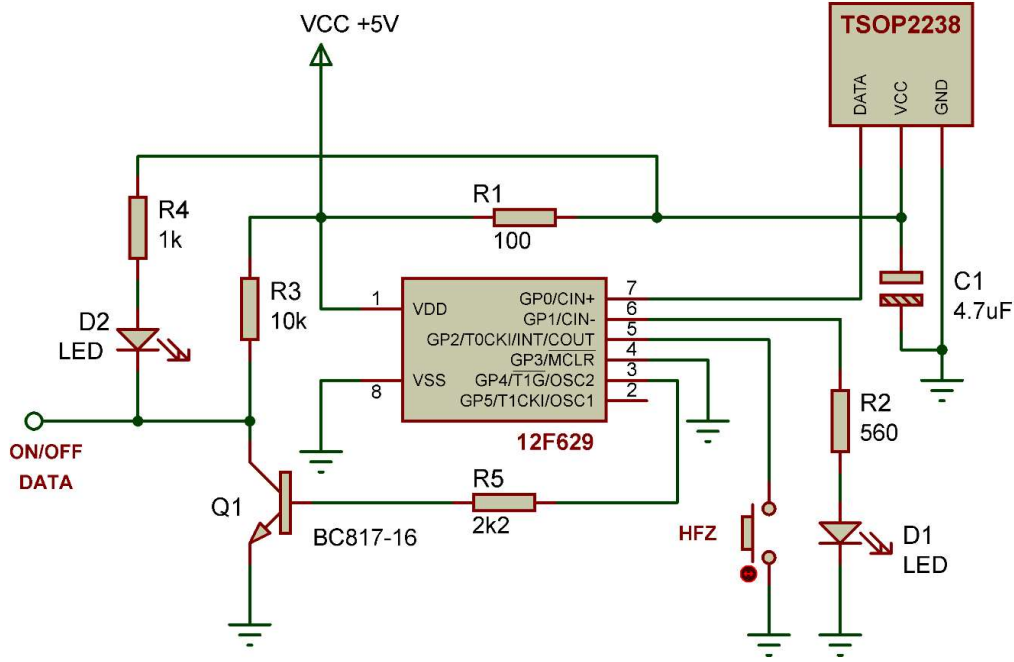 VCC +5V
TSOP2238
DATA
VCC
GND
R4
1k
R1
100
R3
10k
C1
4.7uF
D2
LED
1
VDD
8
VSS
GP0/CIN+
7
GP1/CIN-
6
GP2/T0CKI/INT/COUT
5
GP3/MCLR
4
GP4/T1G/OSC2
3
GP5/T1CKI/OSC1
2
12F629
R2
560
ON/OFF
DATA
Q1
BC817-16
R5
2k2
HFZ
D1
LED